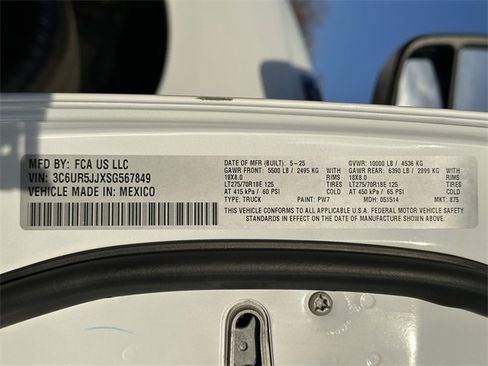 MFD BY: FCA US LLC
VIN: 3C6UR5JJXSG567849
VEHICLE MADE IN: MEXICO
DATE OF MFR (BUILT): 5-25 GVWR: 10000 LB / 4536 KG
GAWR FRONT: 5500 LB / 2495 KG WITH GAWR REAR: 6390 LB / 2899 KG WITH
18X8.0 RIMS 18X8.0 RIMS
LT275/70R18E 125 TIRES LT275/70R18E 125 TIRES
AT 415 kPa / 60 PSI AT 450 kPa / 65 PSI
TYPE: TRUCK PAINT: PW7 MDH: 051514 MKT: 875
THIS VEHICLE CONFORMS TO ALL APPLICABLE U.S.A. FEDERAL MOTOR VEHICLE SAFETY
STANDARDS IN EFFECT ON THE DATE OF MANUFACTURE SHOWN ABOVE.